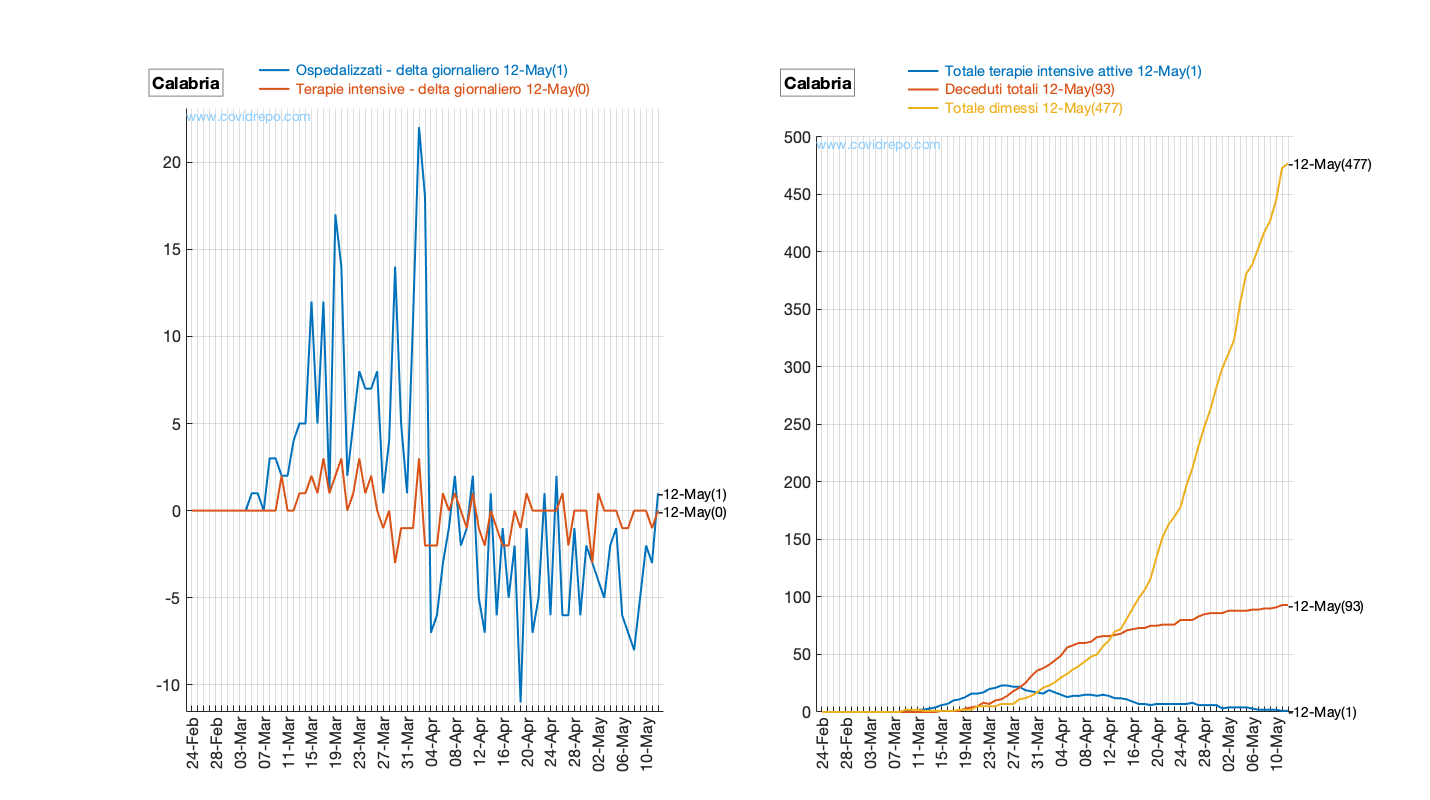 Calabria
Ospedalizzati - delta giornaliero 12-May(1)
Terapie intensive - delta giornaliero 12-May(0)
www.covidrepo.com
20
15
10
5
0
-5
-10
12-May(1)
12-May(0)
24-Feb
28-Feb
03-Mar
07-Mar
11-Mar
15-Mar
19-Mar
23-Mar
27-Mar
31-Mar
04-Apr
08-Apr
12-Apr
16-Apr
20-Apr
24-Apr
28-Apr
02-May
06-May
10-May
Calabria
Totale terapie intensive attive 12-May(1)
Deceduti totali 12-May(93)
Totale dimessi 12-May(477)
www.covidrepo.com
500
450
400
350
300
250
200
150
100
50
0
12-May(477)
12-May(93)
12-May(1)
24-Feb
28-Feb
03-Mar
07-Mar
11-Mar
15-Mar
19-Mar
23-Mar
27-Mar
31-Mar
04-Apr
08-Apr
12-Apr
16-Apr
20-Apr
24-Apr
28-Apr
02-May
06-May
10-May